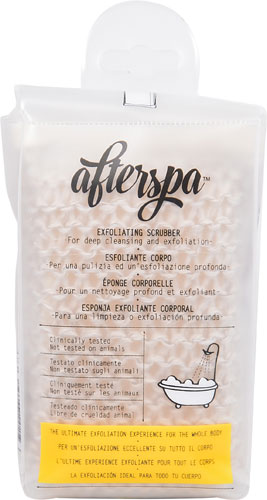 afterspa™
EXFOLIATING SCRUBBER
-For deep cleansing and exfoliation-
ESFOLIANTE CORPO
-Per una pulizia ed un'esfoliazione profonda-
ÉPONGE CORPORELLE
-Pour un nettoyage profond et exfoliant-
ESPONJA EXFOLIANTE CORPORAL
-Para una limpieza o exfoliación profunda-
Clinically tested
Not tested on animals
Testato clinicamente
Non testato sugli animali
Cliniquement testé
Non testé sur les animaux
Testeado clínicamente
Libre de crueldad animal
THE ULTIMATE EXFOLIATION EXPERIENCE FOR THE WHOLE BODY
PER UN'ESFOLIAZIONE ECCELLENTE SU TUTTO IL CORPO
L'ULTIME EXPERIENCE EXFOLIANTE POUR TOUT LE CORPS
LA EXFOLIACIÓN IDEAL PARA TODO TU CUERPO